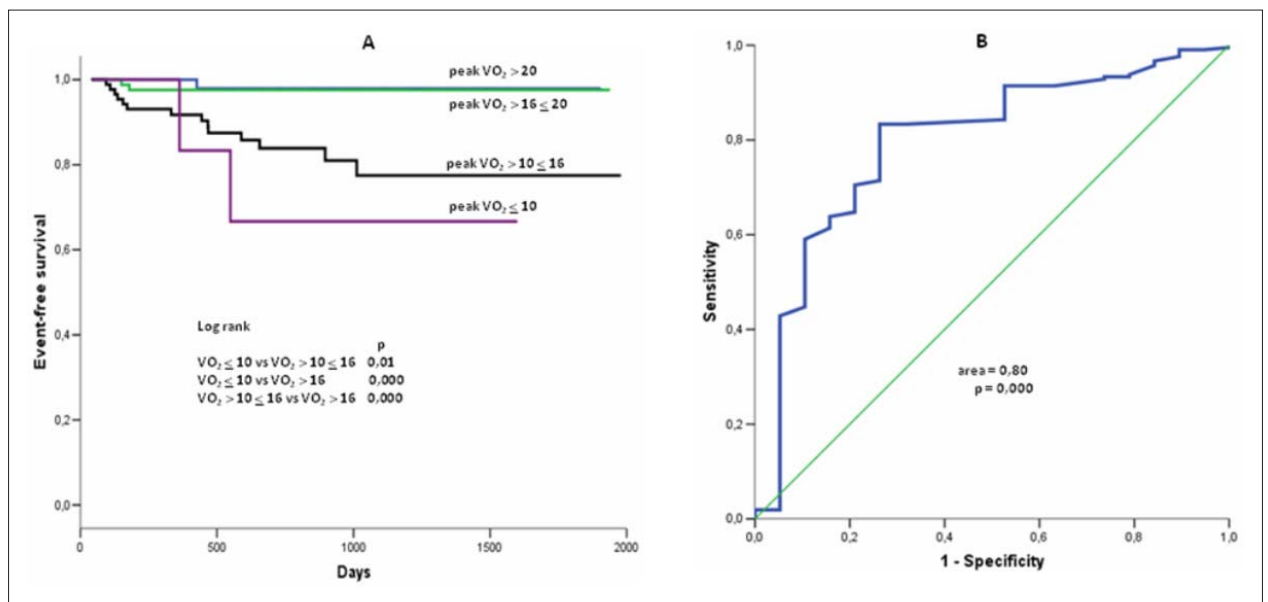 A
peak VO₂ > 20
peak VO₂ > 16 ≤ 20
peak VO₂ > 10 ≤ 16
peak VO₂ ≤ 10
Event-free survival
1,0
0,8
0,6
0,4
0,2
0,0
Log rank
p
VO₂ ≤ 10 vs VO₂ > 10 ≤ 16 0,01
VO₂ ≤ 10 vs VO₂ > 16 0,000
VO₂ > 10 ≤ 16 vs VO₂ > 16 0,000
0 500 1000 1500 2000
Days
B
Sensitivity
1,0
0,8
0,6
0,4
0,2
0,0
area = 0,80
p = 0,000
0,0 0,2 0,4 0,6 0,8 1,0
1 - Specificity